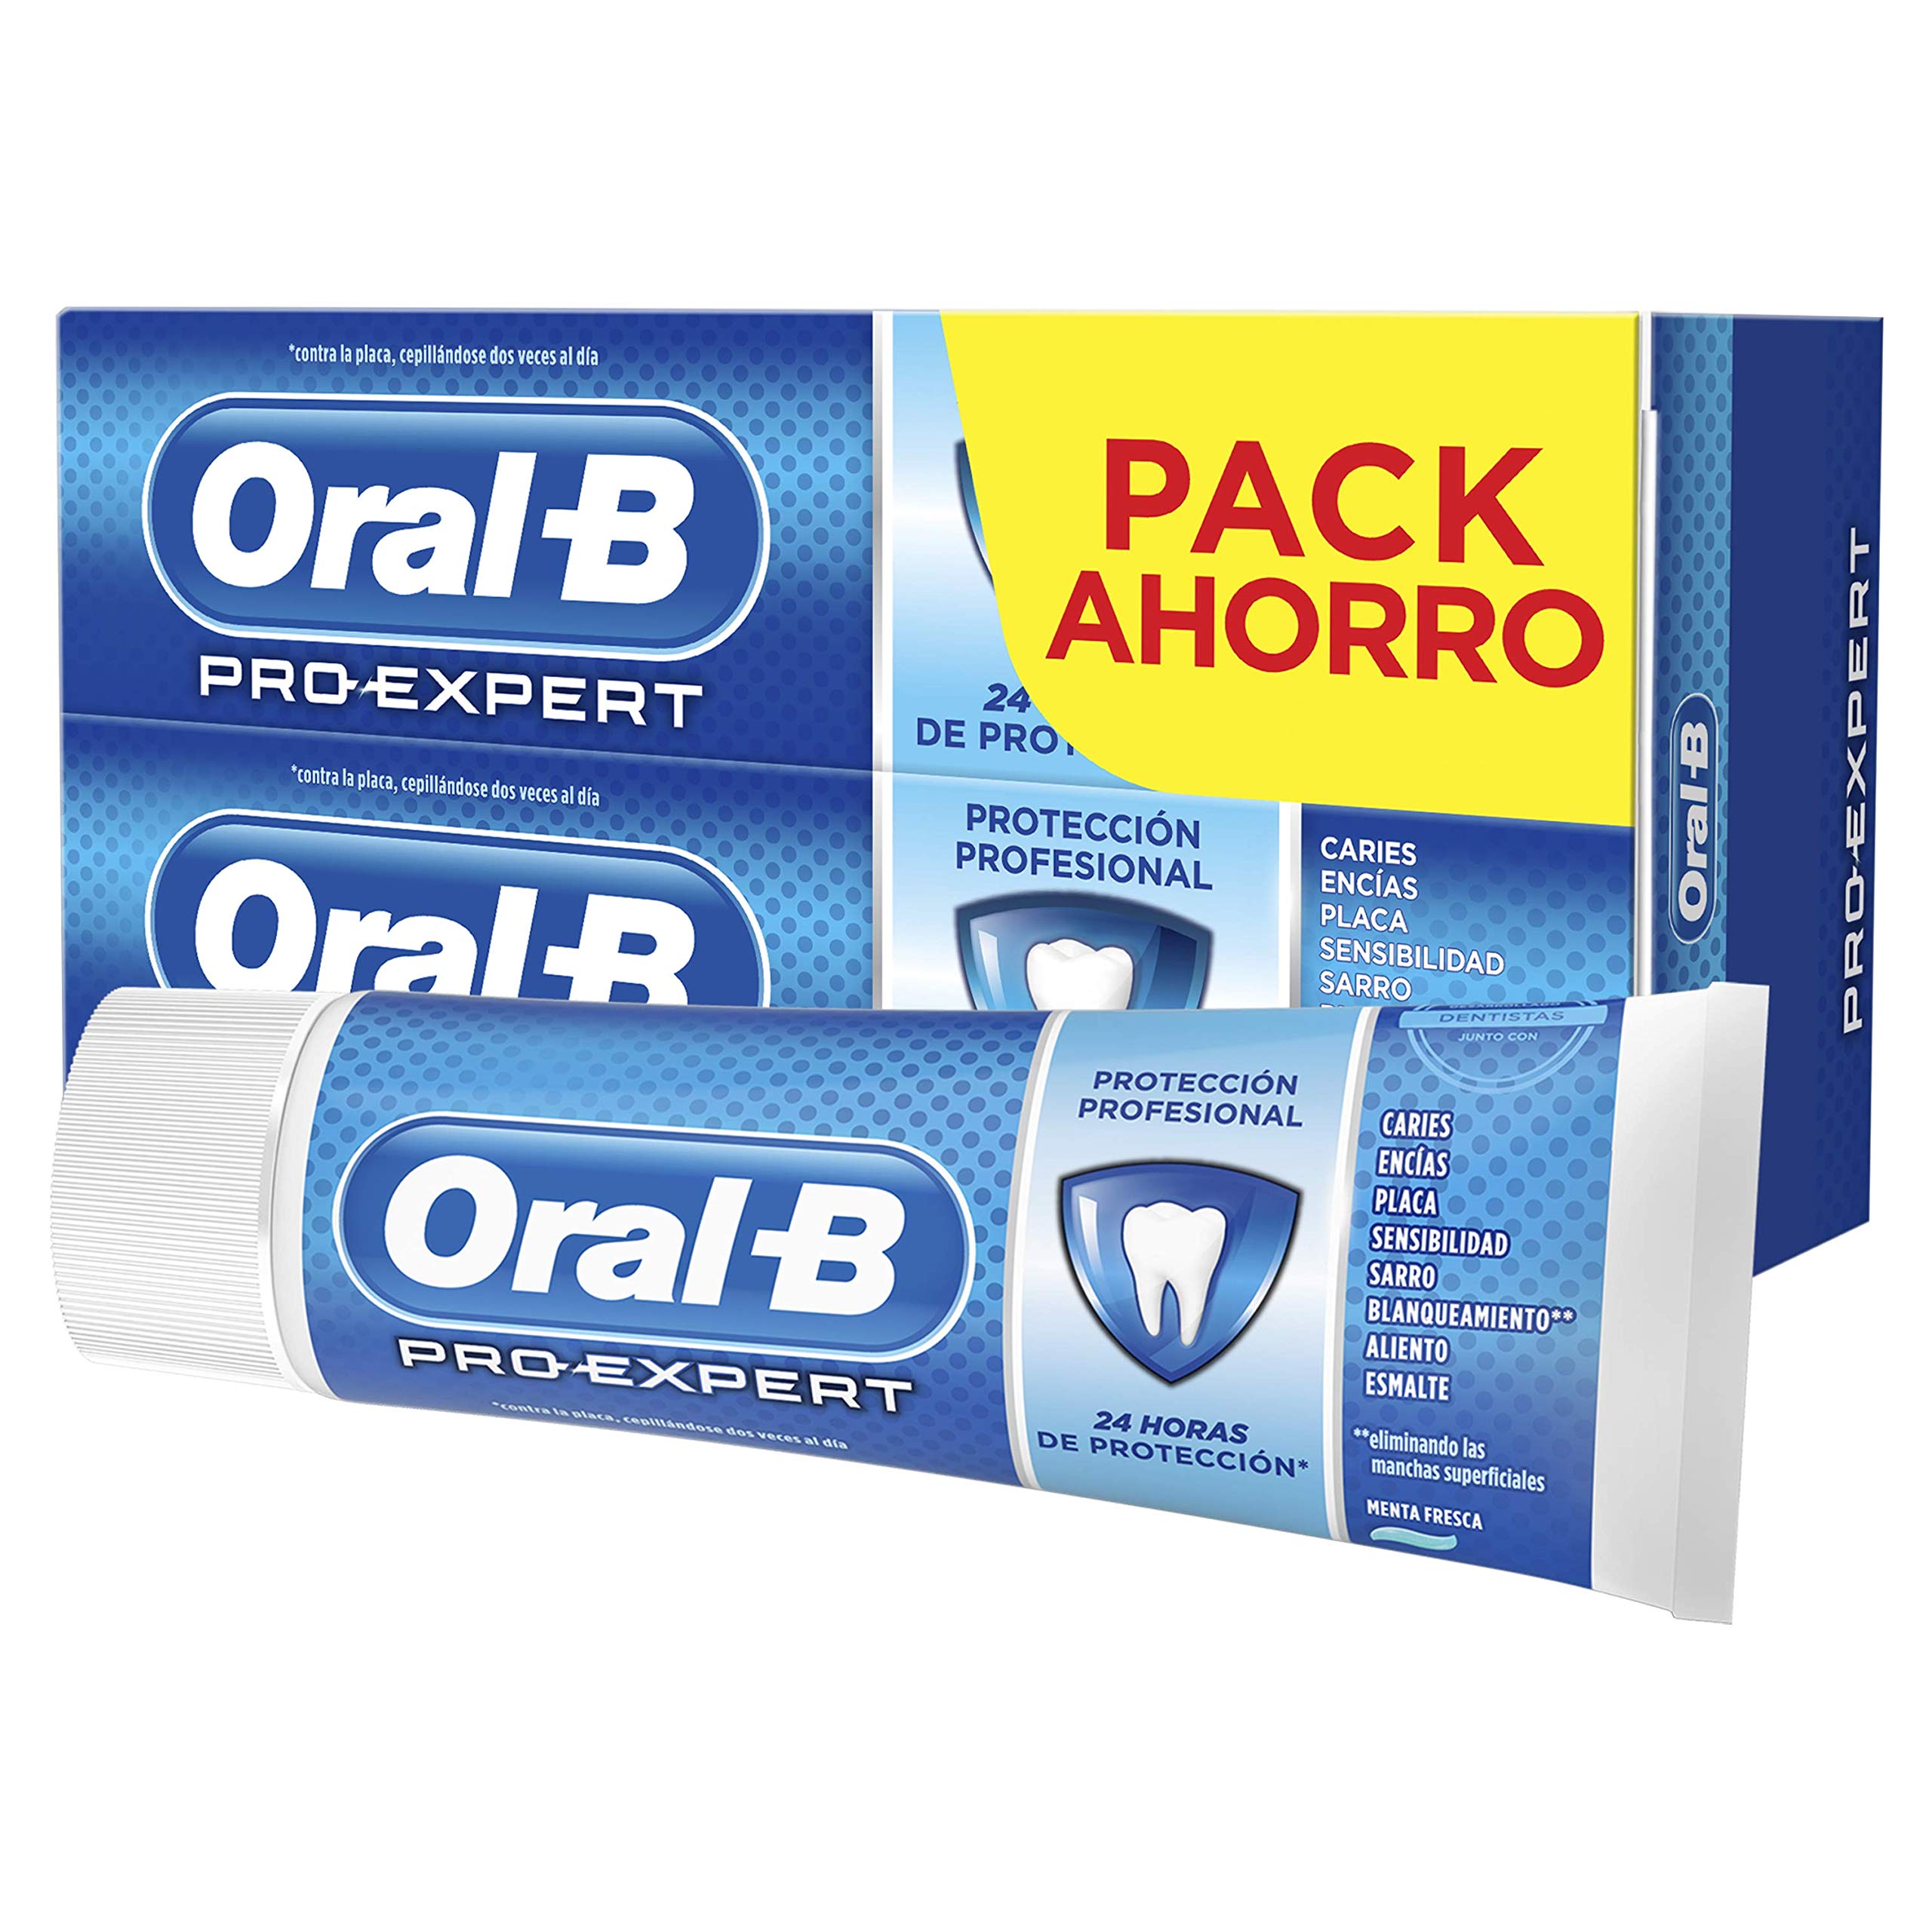 *contra la placa, cepillándose dos veces al día
Oral-B
PRO-EXPERT
24
DE PROT
PACK
AHORRO
*contra la placa, cepillándose dos veces al día
Oral-B
PROTECCIÓN
PROFESIONAL
CARIES
ENCÍAS
PLACA
SENSIBILIDAD
SARRO
Oral-B
PRO-EXPERT
Oral-B
PRO-EXPERT
*contra la placa, cepillándose dos veces al día
PROTECCIÓN
PROFESIONAL
24 HORAS
DE PROTECCIÓN*
DENTISTAS
JUNTO CON
CARIES
ENCÍAS
PLACA
SENSIBILIDAD
SARRO
BLANQUEAMIENTO**
ALIENTO
ESMALTE
**eliminando las
manchas superficiales
MENTA FRESCA